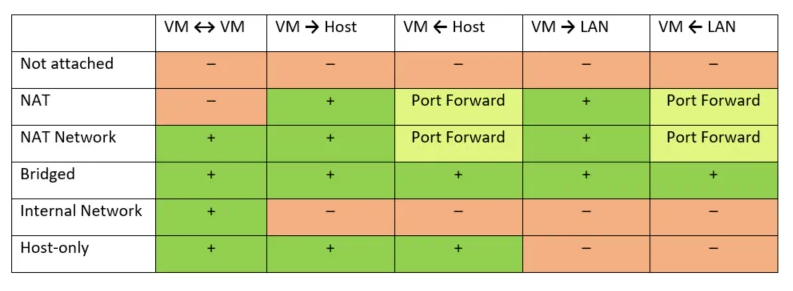 VM ↔ VM VM → Host VM ← Host VM → LAN VM ← LAN
Not attached – – – – –
NAT – + Port Forward + Port Forward
NAT Network + + Port Forward + Port Forward
Bridged + + + + +
Internal Network + – – – –
Host-only + + + – –